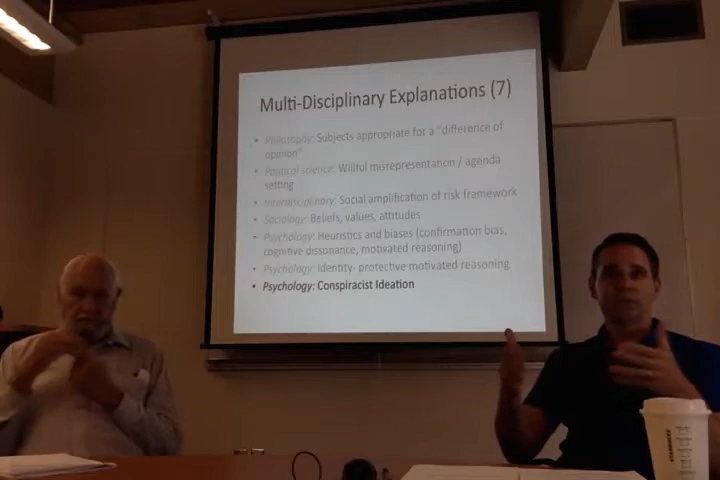 Multi-Disciplinary Explanations (7)
• Philosophy: Subjects appropriate for a "difference of
opinion"
• Political science: Willful misrepresentation / agenda
setting
• Interdisciplinary: Social amplification of risk framework
• Sociology: Beliefs, values, attitudes
• Psychology: Heuristics and biases (confirmation bias,
cognitive dissonance, motivated reasoning)
• Psychology: Identity- protective motivated reasoning
• Psychology: Conspiracist Ideation
STARBUCKS